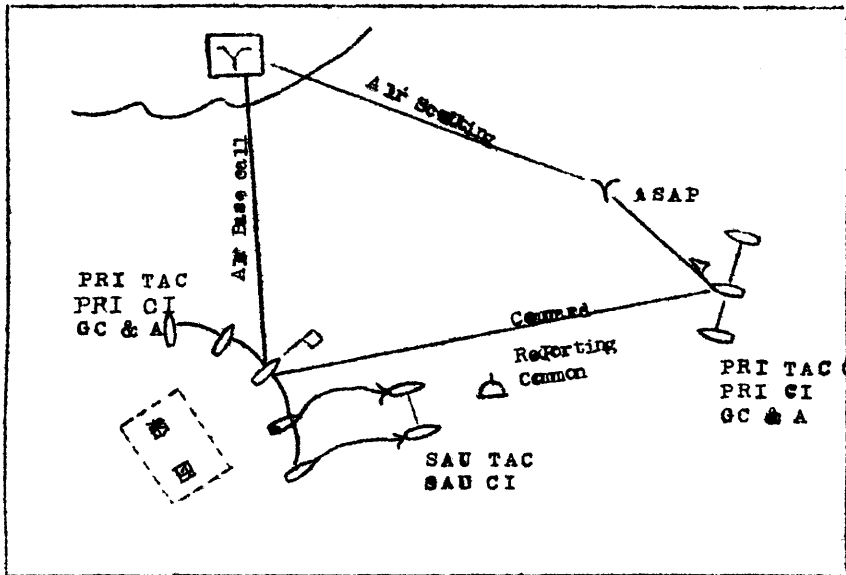 Air Scouting
ASAP
Air Base call
PRI TAC
PRI CI
GC & A
Command
Reporting
Common
PRI TAC
PRI CI
GC & A
SAU TAC
SAU CI